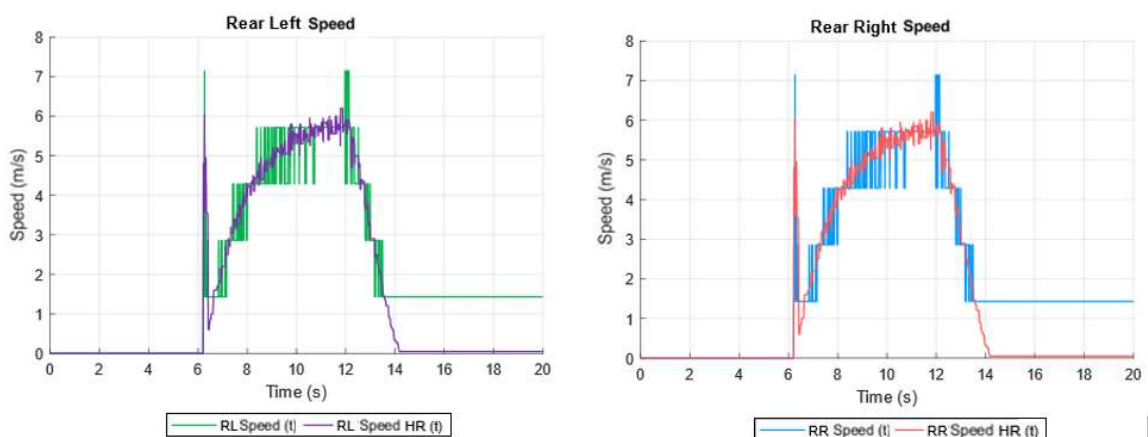 Rear Left Speed
8
7
6
5
4
3
2
1
0
Speed (m/s)
0 2 4 6 8 10 12 14 16 18 20
Time (s)
RL Speed (t) RL Speed HR (t)
Rear Right Speed
8
7
6
5
4
3
2
1
0
Speed (m/s)
0 2 4 6 8 10 12 14 16 18 20
Time (s)
RR Speed (t) RR Speed HR (t)